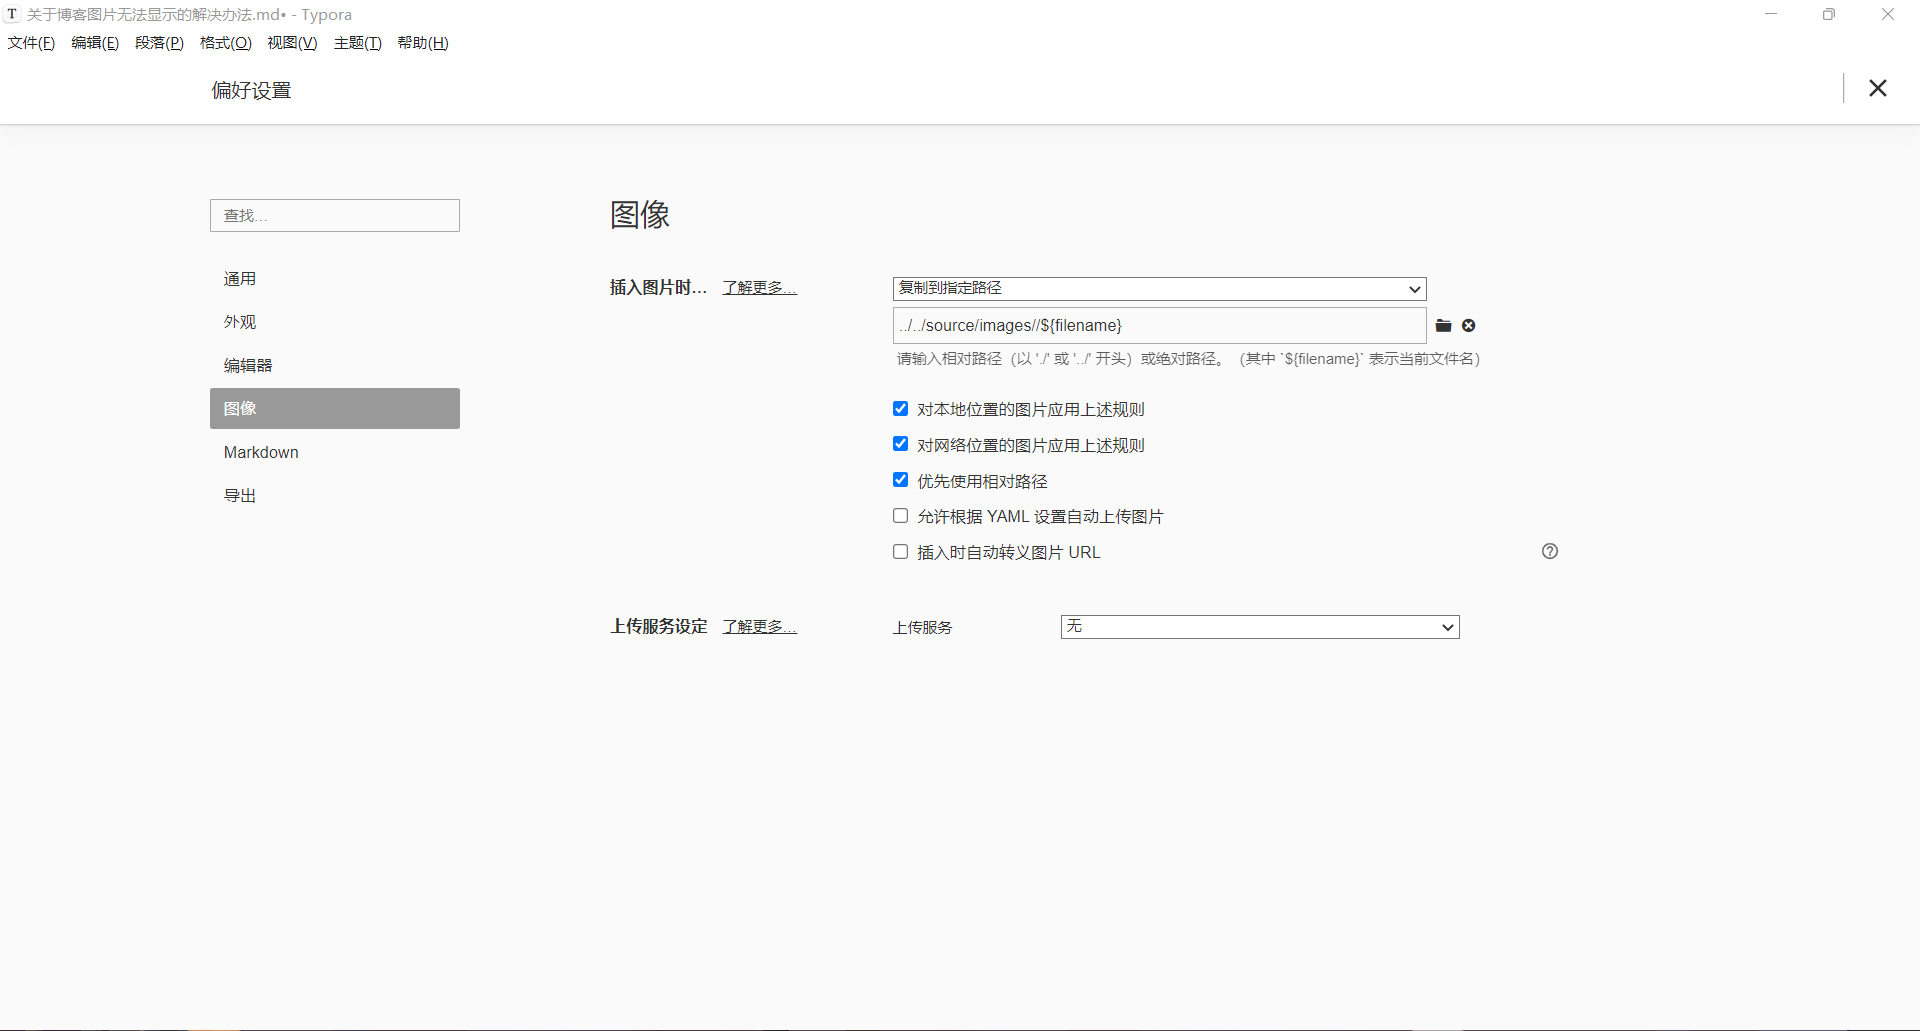 T 关于博客图片无法显示的解决办法.md• - Typora
文件(F) 编辑(E) 段落(P) 格式(O) 视图(V) 主题(T) 帮助(H)
偏好设置
查找...
通用
外观
编辑器
图像
Markdown
导出
图像
插入图片时... 了解更多... 复制到指定路径
../../source/images//${filename}
请输入相对路径（以 './' 或 '../' 开头）或绝对路径。 （其中 `${filename}` 表示当前文件名）
对本地位置的图片应用上述规则
对网络位置的图片应用上述规则
优先使用相对路径
允许根据 YAML 设置自动上传图片
插入时自动转义图片 URL
上传服务设定 了解更多... 上传服务 无